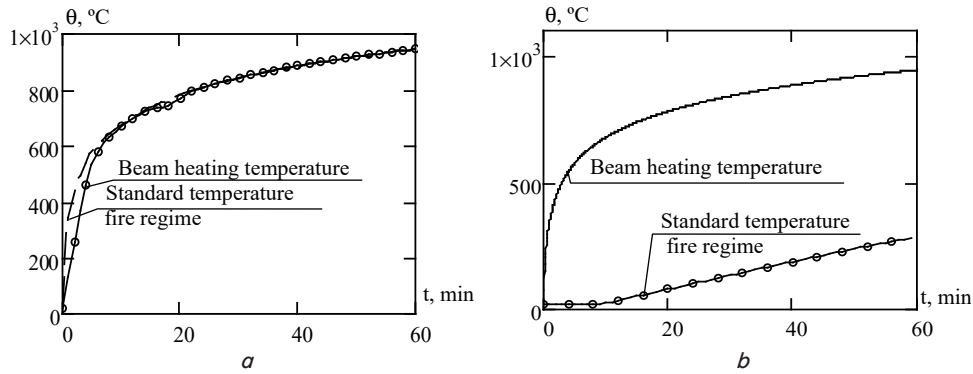 θ, ºC
1×10³
800
600
400
200
0
Beam heating temperature
Standard temperature
fire regime
t, min
0
20
40
60
a
θ, ºC
1×10³
500
0
Beam heating temperature
Standard temperature
fire regime
t, min
0
20
40
60
b